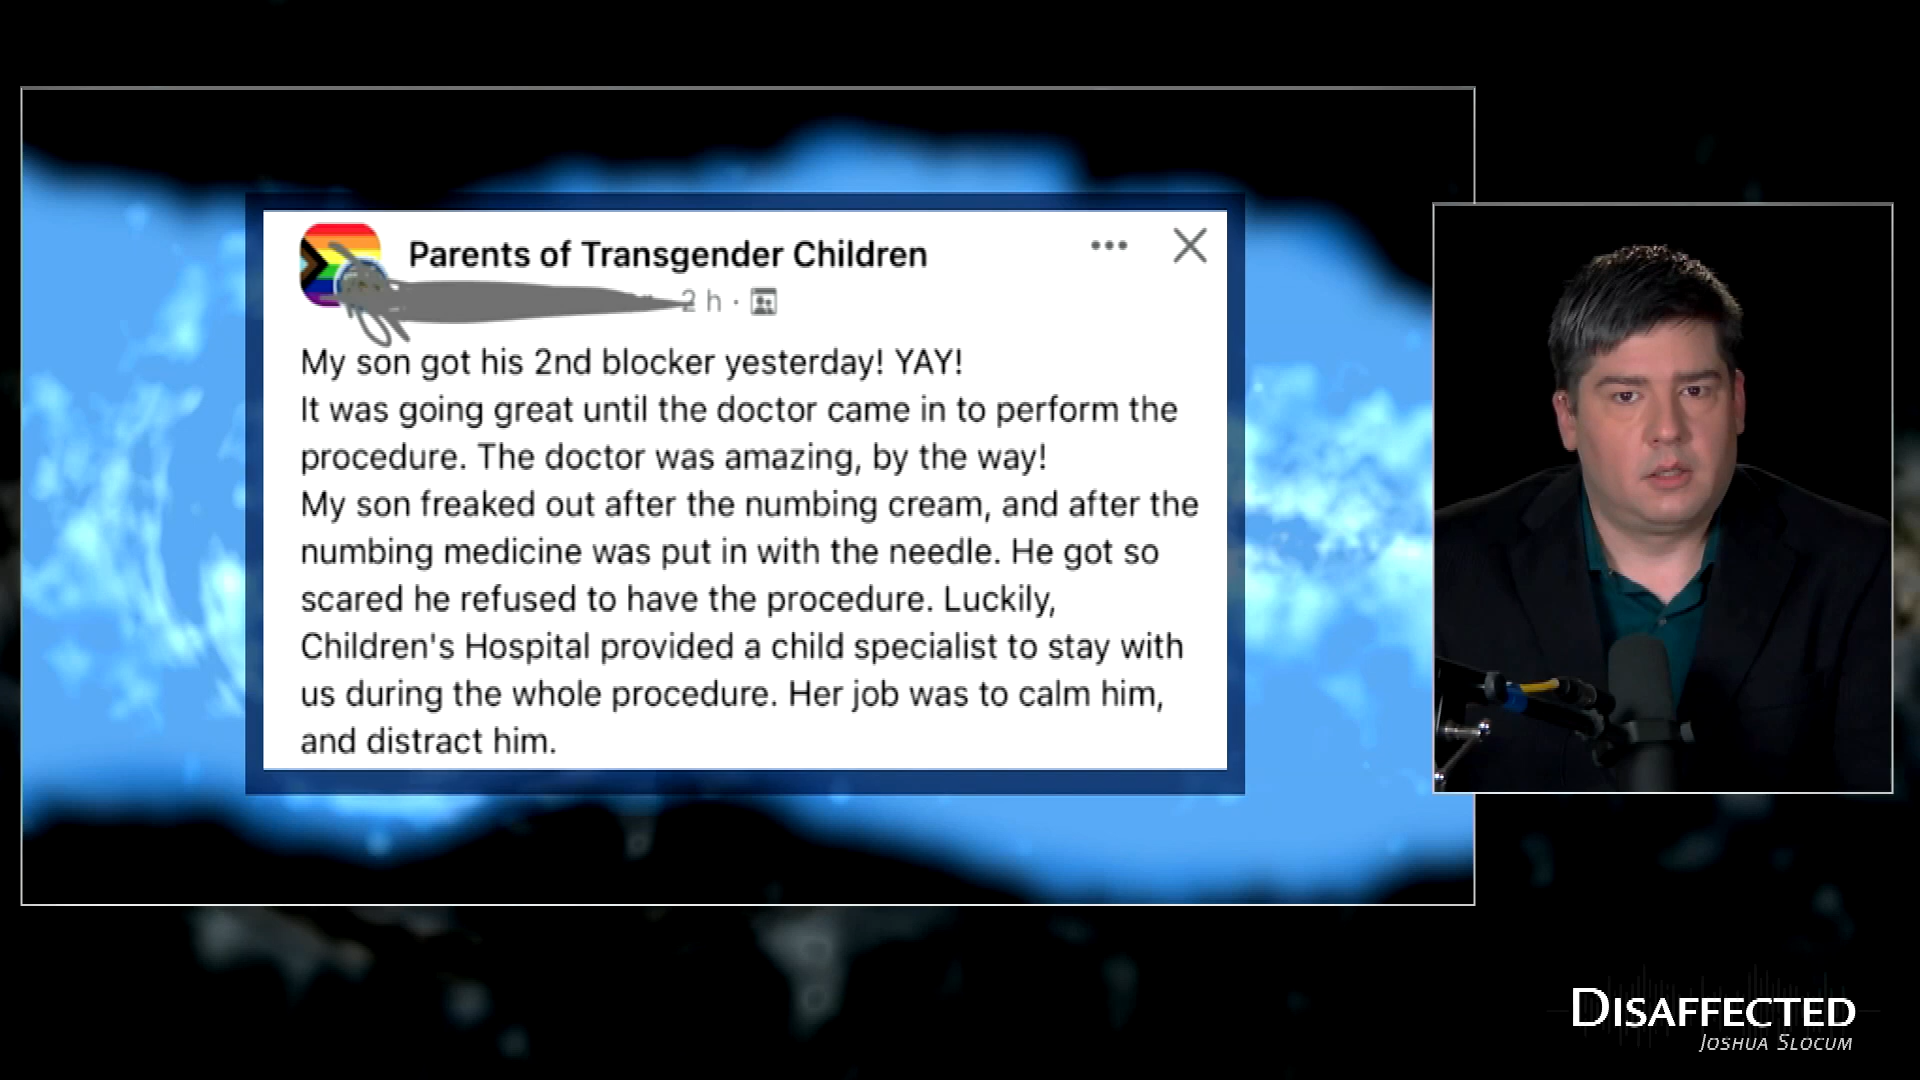 Parents of Transgender Children
2 h ·
My son got his 2nd blocker yesterday! YAY!
It was going great until the doctor came in to perform the
procedure. The doctor was amazing, by the way!
My son freaked out after the numbing cream, and after the
numbing medicine was put in with the needle. He got so
scared he refused to have the procedure. Luckily,
Children's Hospital provided a child specialist to stay with
us during the whole procedure. Her job was to calm him,
and distract him.
DISAFFECTED
JOSHUA SLOCUM